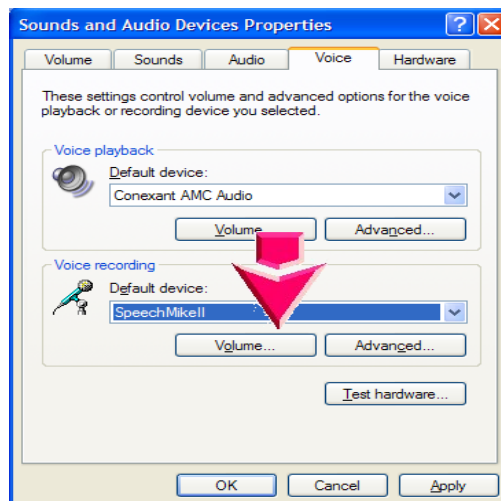 Sounds and Audio Devices Properties
Volume Sounds Audio Voice Hardware
These settings control volume and advanced options for the voice
playback or recording device you selected.
Voice playback
Default device:
Conexant AMC Audio
Volume Advanced...
Voice recording
Default device:
SpeechMikeII
Volume... Advanced...
Test hardware...
OK Cancel Apply